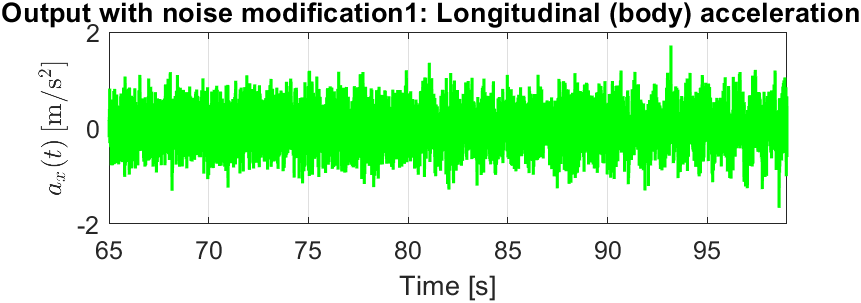 Output with noise modification1: Longitudinal (body) acceleration
2
0
-2
a_x(t) [m/s²]
65 70 75 80 85 90 95
Time [s]